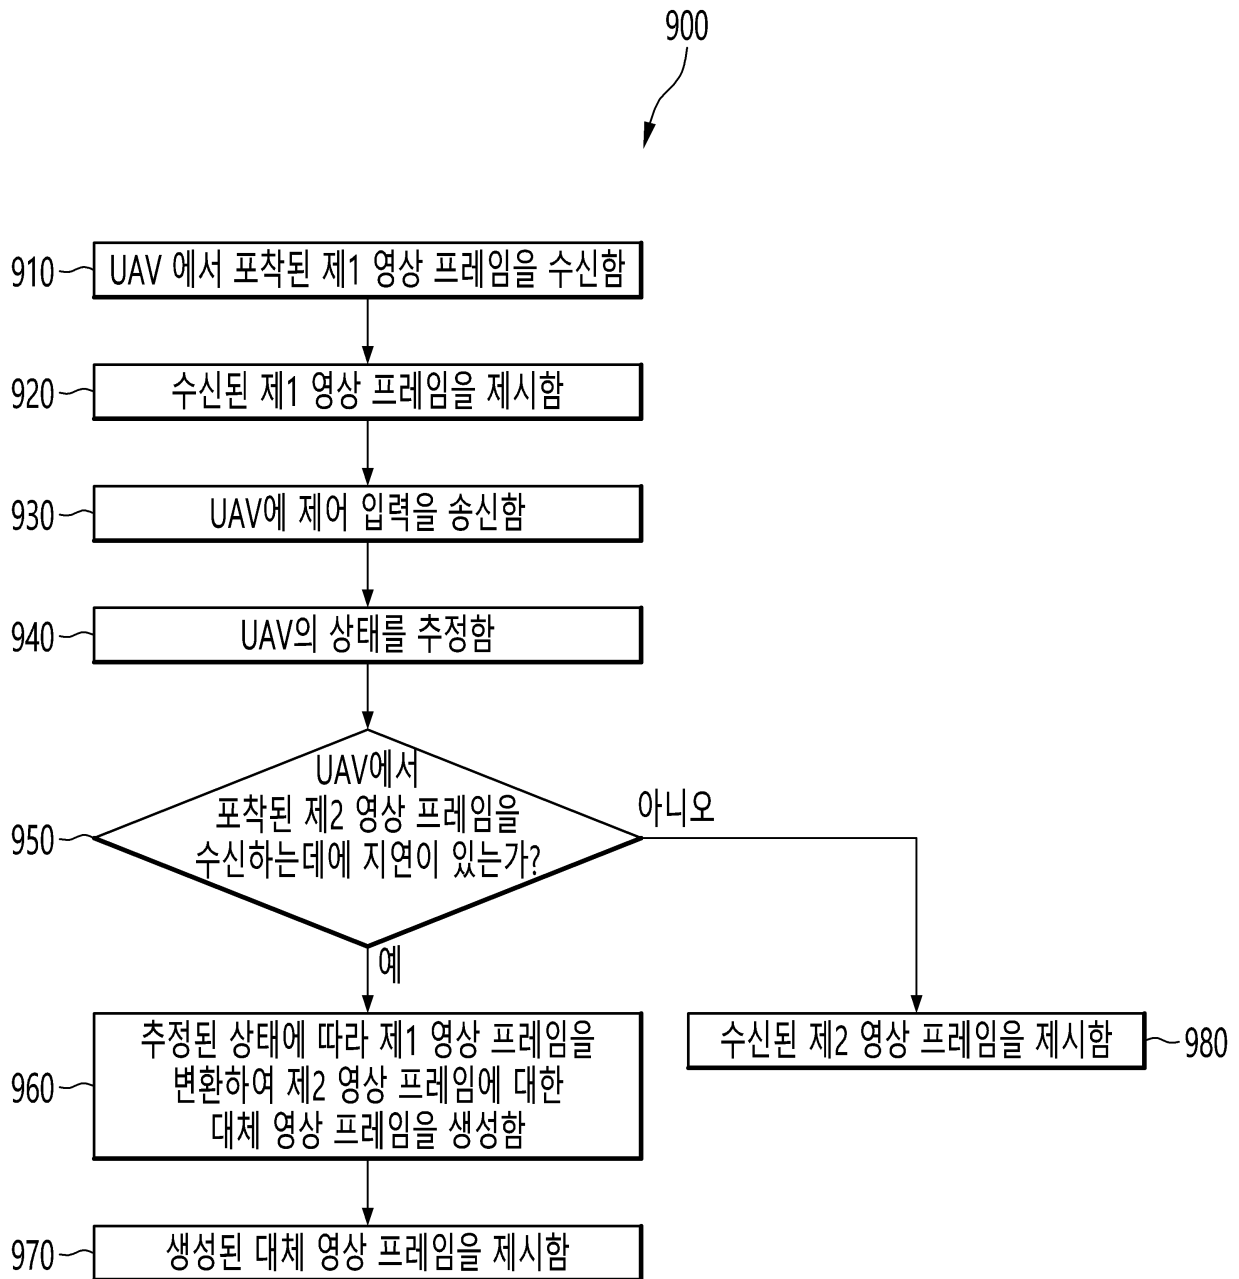 900
910
UAV 에서 포착된 제1 영상 프레임을 수신함
920
수신된 제1 영상 프레임을 제시함
930
UAV에 제어 입력을 송신함
940
UAV의 상태를 추정함
950
UAV에서
포착된 제2 영상 프레임을
수신하는데에 지연이 있는가?
아니오
예
960
추정된 상태에 따라 제1 영상 프레임을
변환하여 제2 영상 프레임에 대한
대체 영상 프레임을 생성함
수신된 제2 영상 프레임을 제시함
980
970
생성된 대체 영상 프레임을 제시함